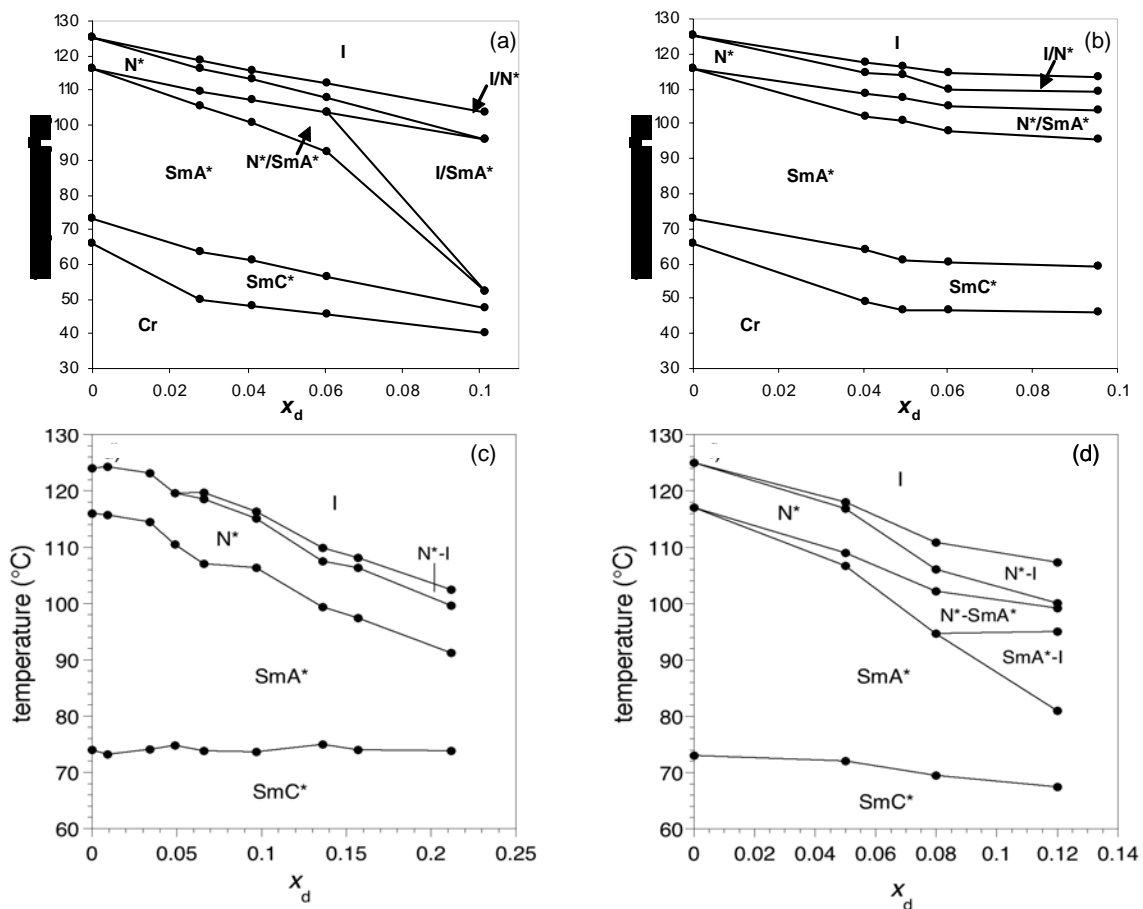 130
(a)
120
I
110
N*
I/N*
100
90
N*/SmA*
SmA*
I/SmA*
80
70
60
SmC*
50
40
Cr
30
0
0.02
0.04
0.06
0.08
0.1
xd
130
(b)
120
I
110
N*
I/N*
100
N*/SmA*
90
SmA*
80
70
60
SmC*
50
40
Cr
30
0
0.02
0.04
0.06
0.08
0.1
xd
130
(c)
120
I
110
N*
N*-I
100
90
SmA*
80
70
SmC*
60
temperature (°C)
0
0.05
0.1
0.15
0.2
0.25
xd
130
(d)
120
I
N*
110
N*-I
100
N*-SmA*
90
SmA*-I
SmA*
80
70
SmC*
60
temperature (°C)
0
0.02
0.04
0.06
0.08
0.10
0.12
0.14
xd